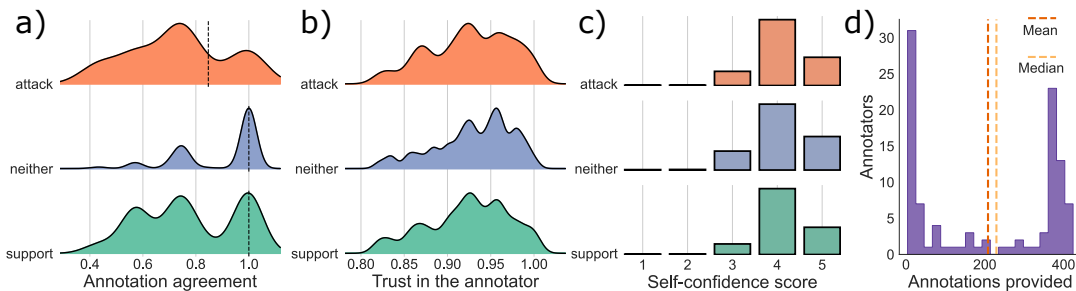 a)
attack
neither
support
0.4 0.6 0.8 1.0
Annotation agreement
b)
attack
neither
support
0.80 0.85 0.90 0.95 1.00
Trust in the annotator
c)
attack
neither
support
1 2 3 4 5
Self-confidence score
d)
Mean
Median
Annotators
30
25
20
15
10
5
0
0 200 400
Annotations provided